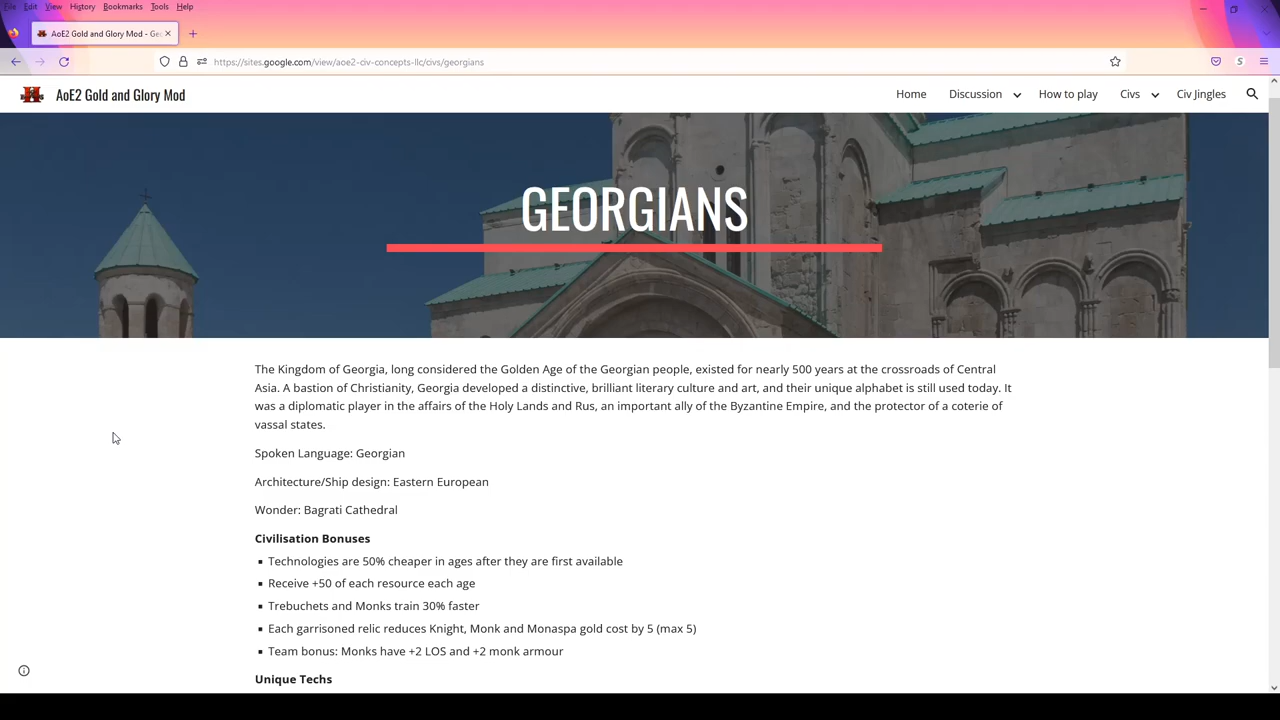 File Edit View History Bookmarks Tools Help
AoE2 Gold and Glory Mod - Geo
https://sites.google.com/view/aoe2-civ-concepts-llc/civs/georgians
AoE2 Gold and Glory Mod
Home Discussion How to play Civs Civ Jingles
GEORGIANS
The Kingdom of Georgia, long considered the Golden Age of the Georgian people, existed for nearly 500 years at the crossroads of Central
Asia. A bastion of Christianity, Georgia developed a distinctive, brilliant literary culture and art, and their unique alphabet is still used today. It
was a diplomatic player in the affairs of the Holy Lands and Rus, an important ally of the Byzantine Empire, and the protector of a coterie of
vassal states.
Spoken Language: Georgian
Architecture/Ship design: Eastern European
Wonder: Bagrati Cathedral
Civilisation Bonuses
▪ Technologies are 50% cheaper in ages after they are first available
▪ Receive +50 of each resource each age
▪ Trebuchets and Monks train 30% faster
▪ Each garrisoned relic reduces Knight, Monk and Monaspa gold cost by 5 (max 5)
▪ Team bonus: Monks have +2 LOS and +2 monk armour
Unique Techs